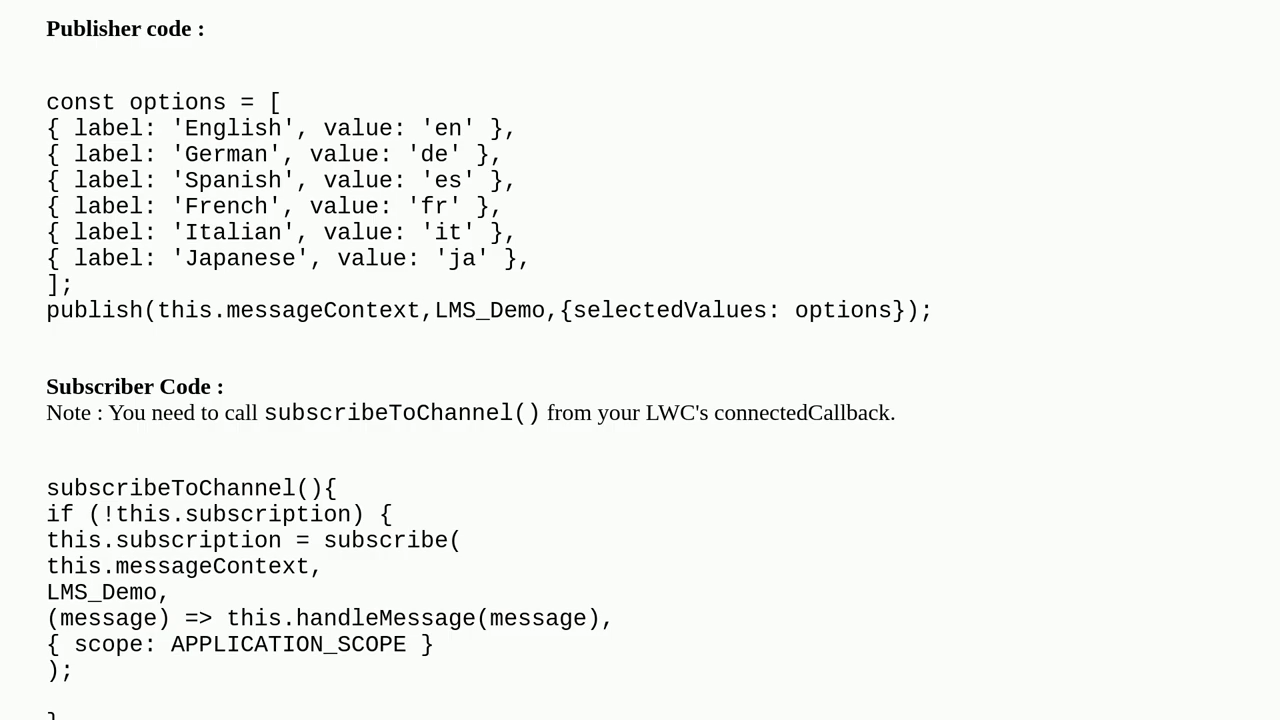 Publisher code :
const options = [
{ label: 'English', value: 'en' },
{ label: 'German', value: 'de' },
{ label: 'Spanish', value: 'es' },
{ label: 'French', value: 'fr' },
{ label: 'Italian', value: 'it' },
{ label: 'Japanese', value: 'ja' },
];
publish(this.messageContext,LMS_Demo,{selectedValues: options});
Subscriber Code :
Note : You need to call subscribeToChannel() from your LWC's connectedCallback.
subscribeToChannel(){
if (!this.subscription) {
this.subscription = subscribe(
this.messageContext,
LMS_Demo,
(message) => this.handleMessage(message),
{ scope: APPLICATION_SCOPE }
);
}